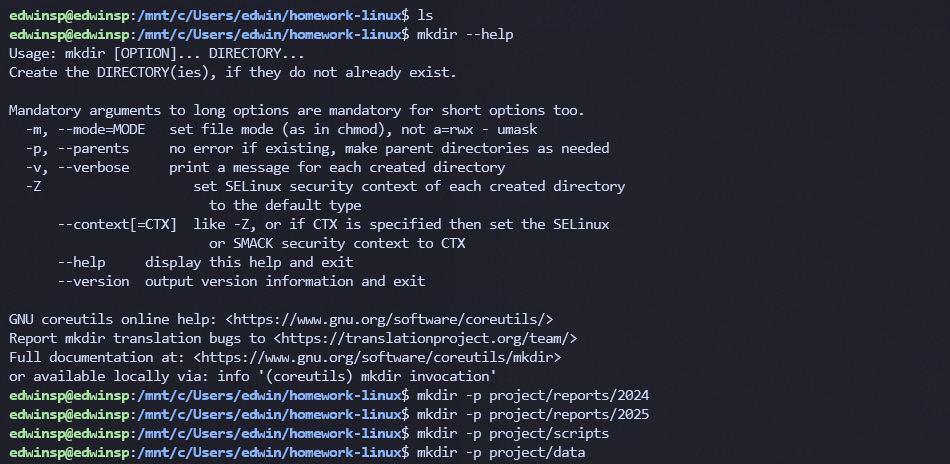 edwinsp@edwinsp:/mnt/c/Users/edwin/homework-linux$ ls
edwinsp@edwinsp:/mnt/c/Users/edwin/homework-linux$ mkdir --help
Usage: mkdir [OPTION]... DIRECTORY...
Create the DIRECTORY(ies), if they do not already exist.

Mandatory arguments to long options are mandatory for short options too.
  -m, --mode=MODE   set file mode (as in chmod), not a=rwx - umask
  -p, --parents     no error if existing, make parent directories as needed
  -v, --verbose     print a message for each created directory
  -Z                   set SELinux security context of each created directory
                         to the default type
      --context[=CTX]  like -Z, or if CTX is specified then set the SELinux
                         or SMACK security context to CTX
      --help     display this help and exit
      --version  output version information and exit

GNU coreutils online help: <https://www.gnu.org/software/coreutils/>
Report mkdir translation bugs to <https://translationproject.org/team/>
Full documentation at: <https://www.gnu.org/software/coreutils/mkdir>
or available locally via: info '(coreutils) mkdir invocation'
edwinsp@edwinsp:/mnt/c/Users/edwin/homework-linux$ mkdir -p project/reports/2024
edwinsp@edwinsp:/mnt/c/Users/edwin/homework-linux$ mkdir -p project/reports/2025
edwinsp@edwinsp:/mnt/c/Users/edwin/homework-linux$ mkdir -p project/scripts
edwinsp@edwinsp:/mnt/c/Users/edwin/homework-linux$ mkdir -p project/data